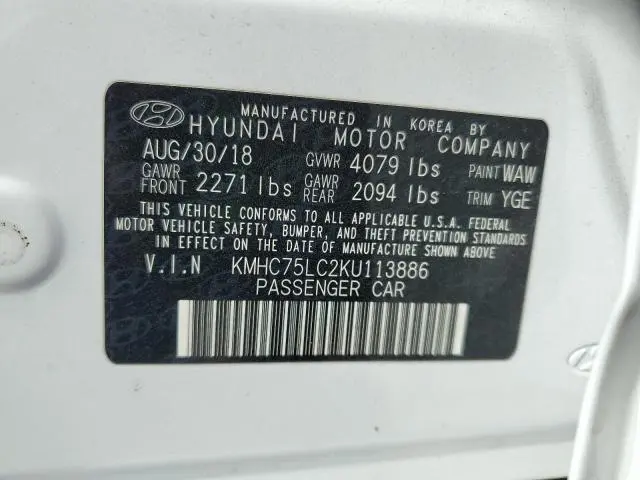 MANUFACTURED IN KOREA BY
HYUNDAI MOTOR COMPANY
AUG/30/18 GVWR 4079 lbs PAINT WAW
GAWR FRONT 2271 lbs GAWR REAR 2094 lbs TRIM YGE
THIS VEHICLE CONFORMS TO ALL APPLICABLE U.S.A. FEDERAL
MOTOR VEHICLE SAFETY, BUMPER, AND THEFT PREVENTION STANDARDS
IN EFFECT ON THE DATE OF MANUFACTURE SHOWN ABOVE.
V.I.N KMHC75LC2KU113886
PASSENGER CAR